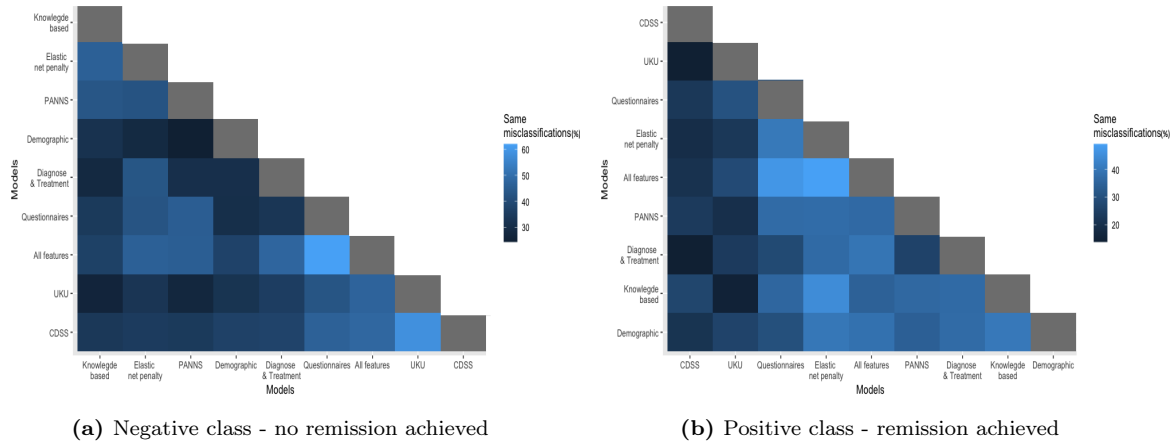 Knowlegde
based
Elastic
net penalty
PANNS
Demographic
Diagnose
& Treatment
Questionnaires
All features
UKU
CDSS
Models
Knowlegde
based
Elastic
net penalty
PANNS
Demographic
Diagnose
& Treatment
Questionnaires
All features
UKU
CDSS
Models
Same
misclassifications(%)
60
50
40
30
(a) Negative class - no remission achieved
CDSS
UKU
Questionnaires
Elastic
net penalty
All features
PANNS
Diagnose
& Treatment
Knowlegde
based
Demographic
Models
CDSS
UKU
Questionnaires
Elastic
net penalty
All features
PANNS
Diagnose
& Treatment
Knowlegde
based
Demographic
Models
Same
misclassifications(%)
40
30
20
(b) Positive class - remission achieved